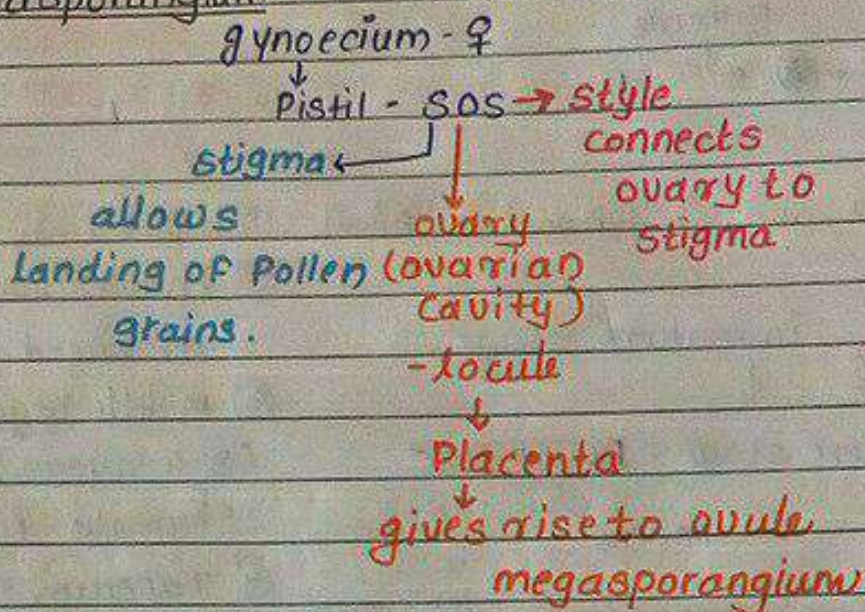 gynoecium - ♀
↓
Pistil - SOS → style
connects
ovary to
stigma
stigma ←
allows
landing of Pollen
grains.
ovary
(ovarian
cavity)
- locule
↓
Placenta
↓
gives rise to ovule
megasporangium